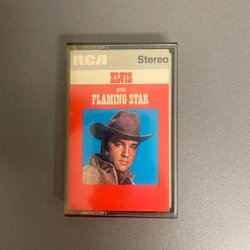 RCA Stereo
ELVIS
SINGS
FLAMING STAR